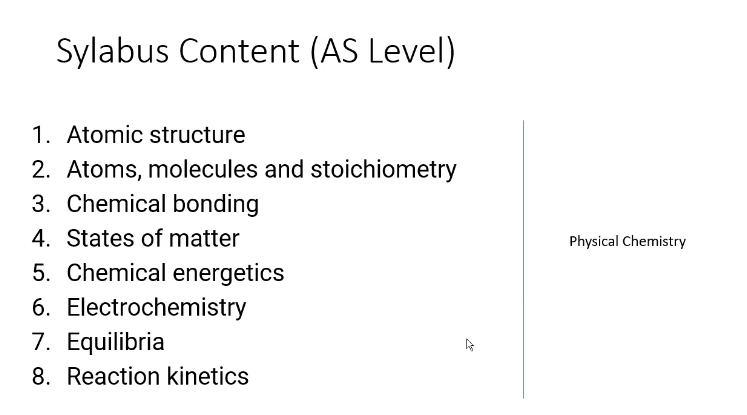 Sylabus Content (AS Level)
1. Atomic structure
2. Atoms, molecules and stoichiometry
3. Chemical bonding
4. States of matter
5. Chemical energetics
6. Electrochemistry
7. Equilibria
8. Reaction kinetics
Physical Chemistry